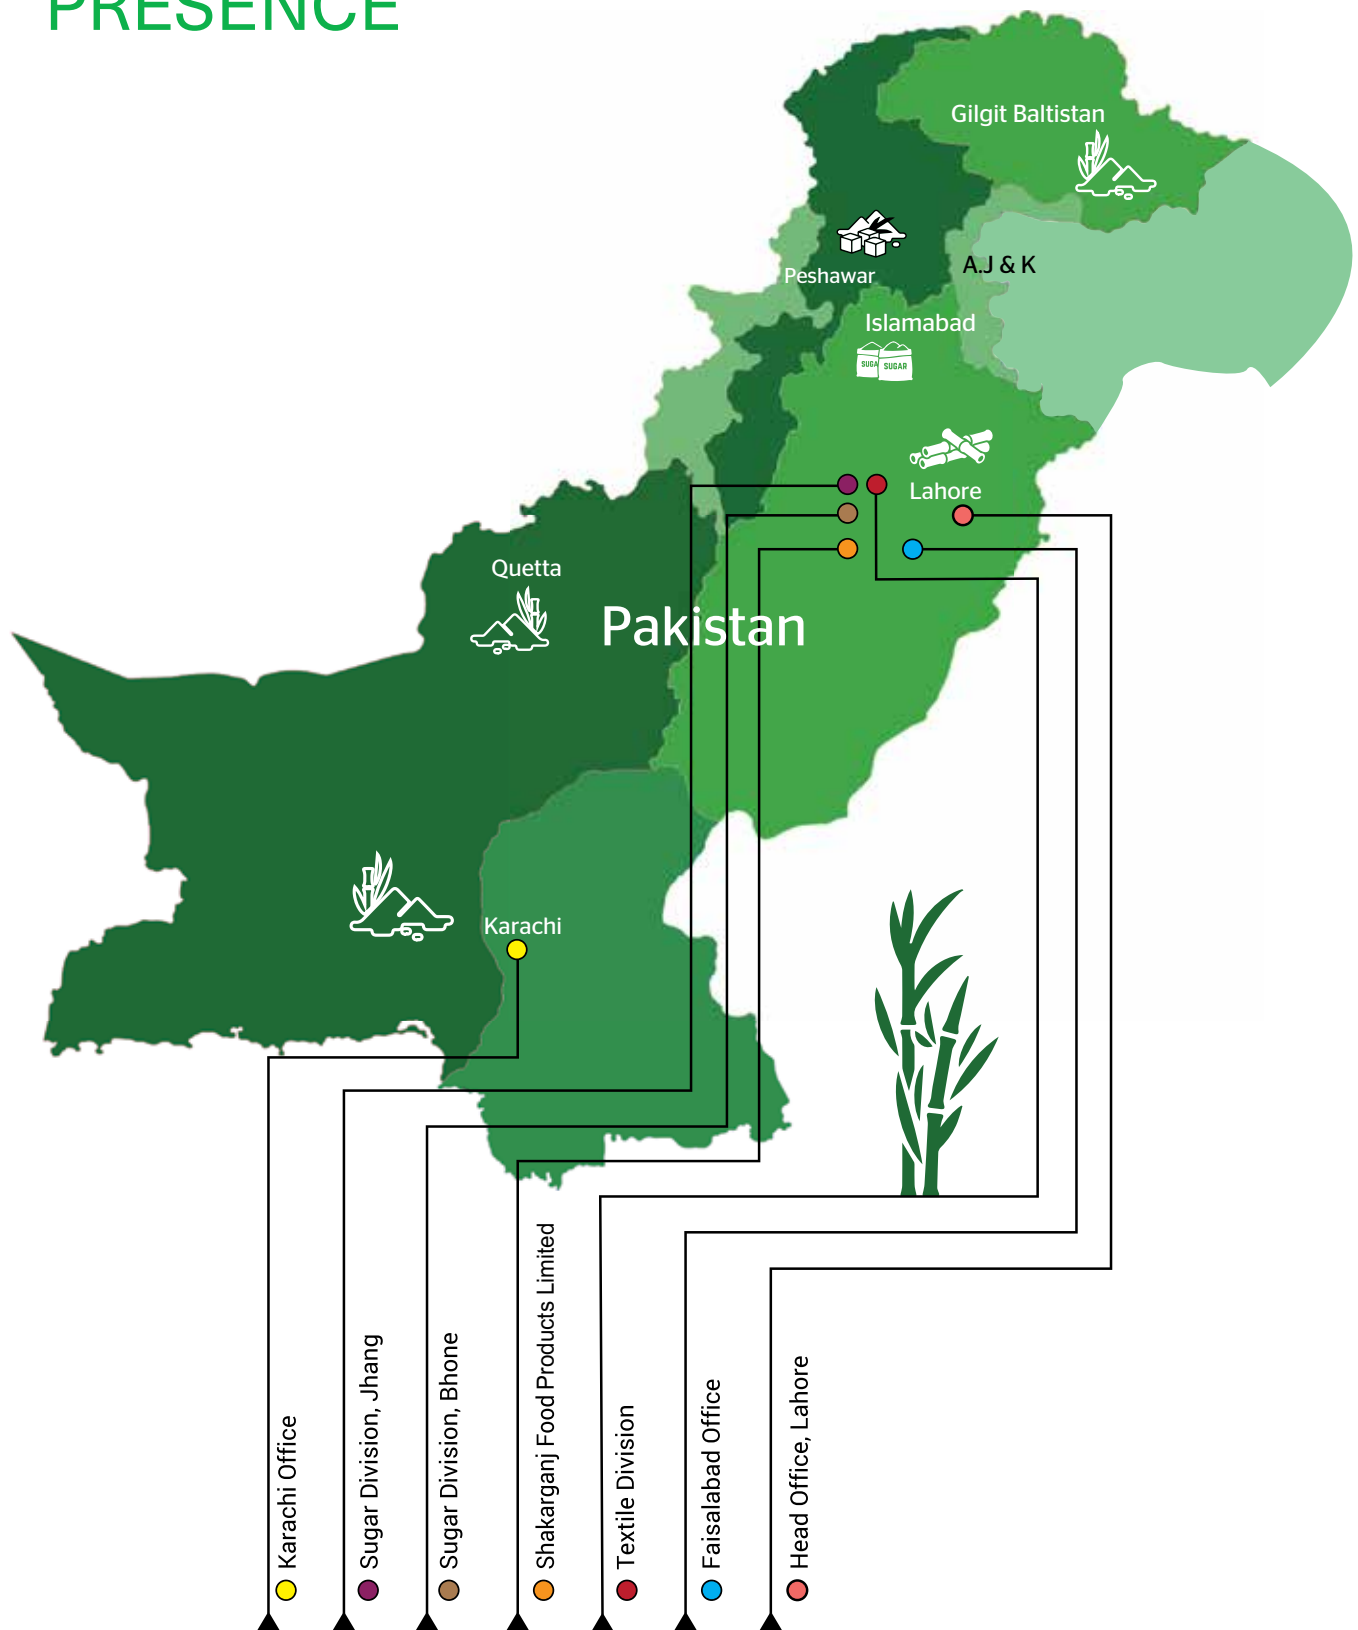 PRESENCE
Gilgit Baltistan
A.J & K
Peshawar
Islamabad
SUGA
SUGAR
Lahore
Quetta
Pakistan
Karachi
Karachi Office
Sugar Division, Jhang
Sugar Division, Bhone
Shakarganj Food Products Limited
Textile Division
Faisalabad Office
Head Office, Lahore